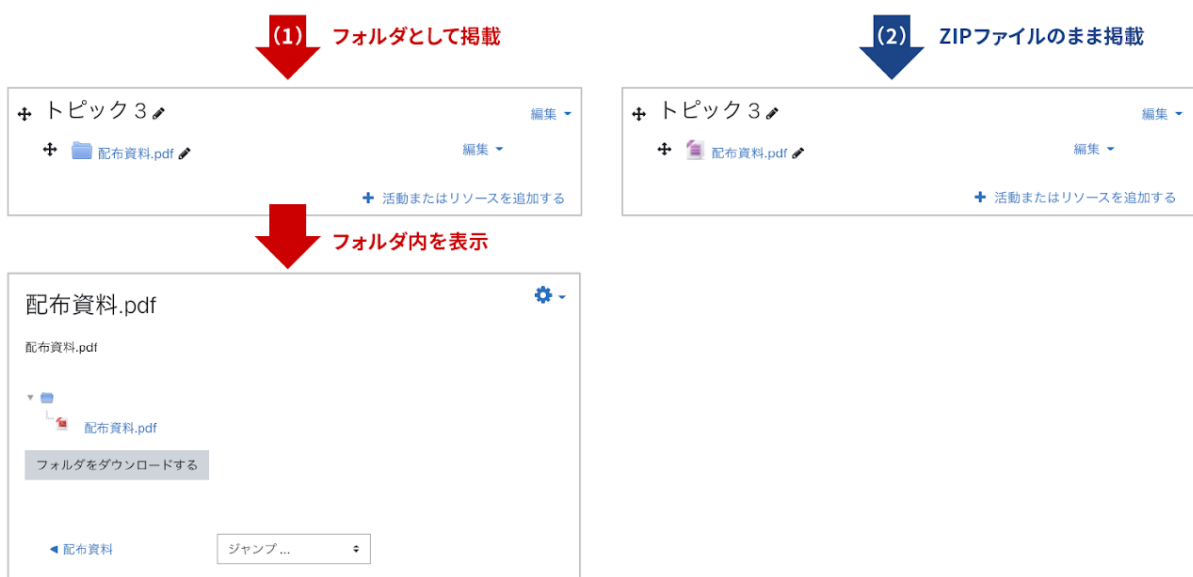 (1) フォルダとして掲載
トピック 3
編集
配布資料.pdf
編集
活動またはリソースを追加する
フォルダ内を表示
配布資料.pdf
配布資料.pdf
配布資料.pdf
フォルダをダウンロードする
配布資料
ジャンプ ...
(2) ZIPファイルのまま掲載
トピック 3
編集
配布資料.pdf
編集
活動またはリソースを追加する